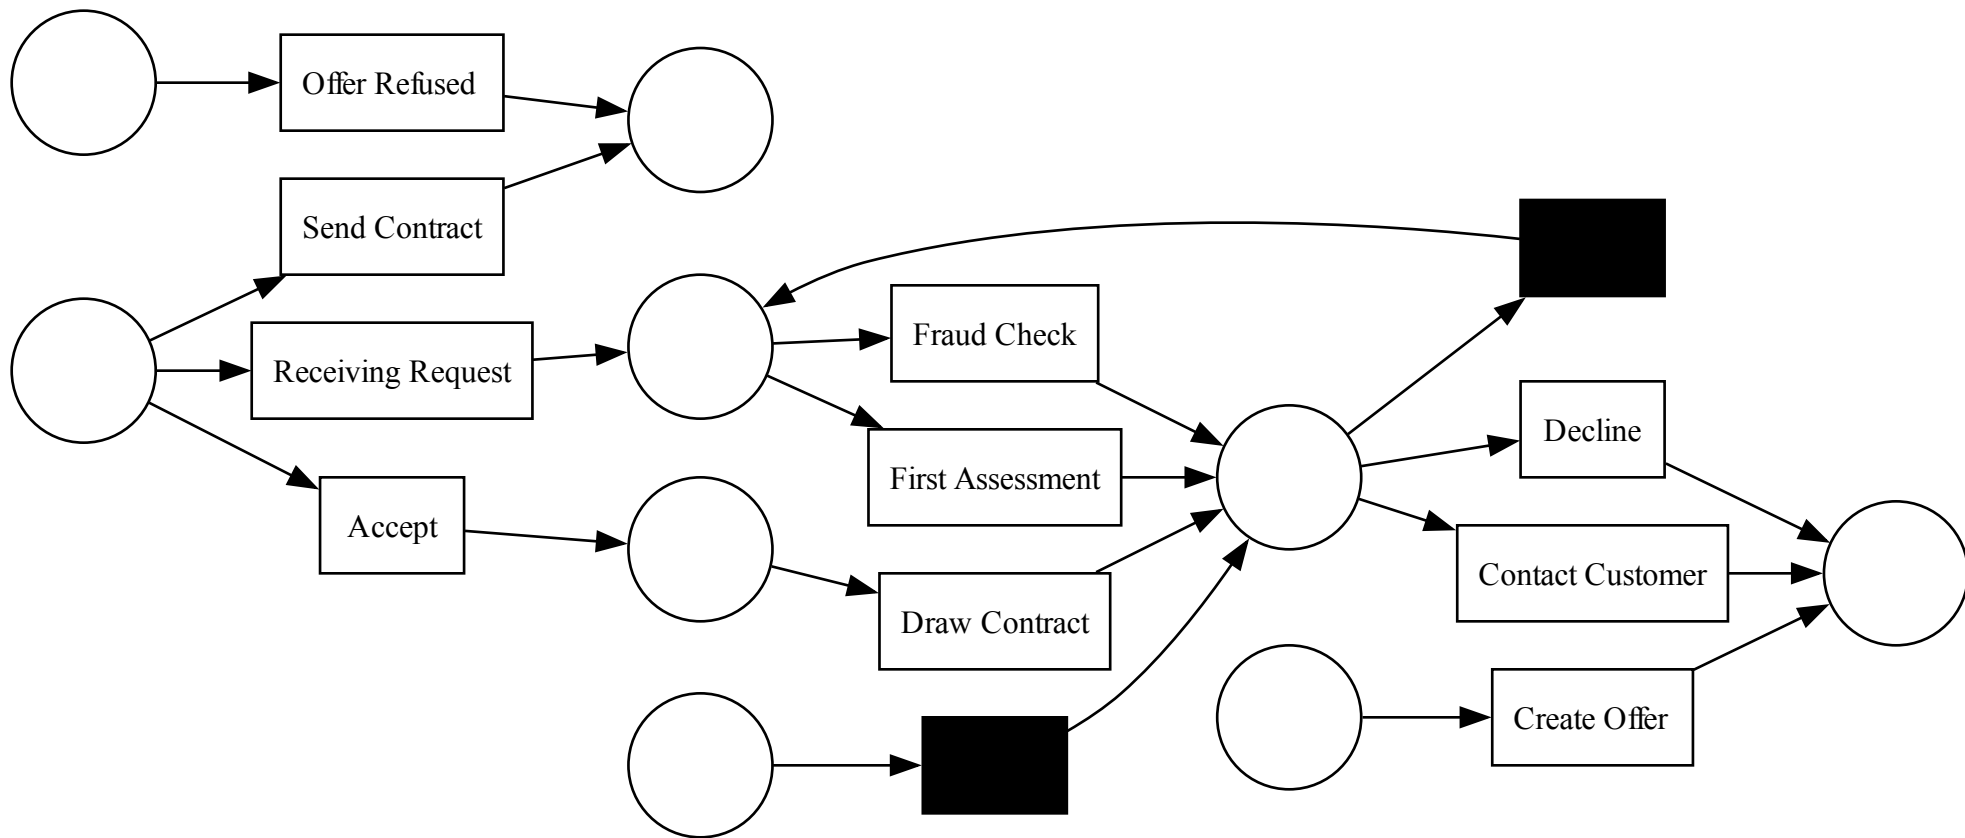 Offer Refused
Send Contract
Receiving Request
Accept
Fraud Check
First Assessment
Draw Contract
Decline
Contact Customer
Create Offer